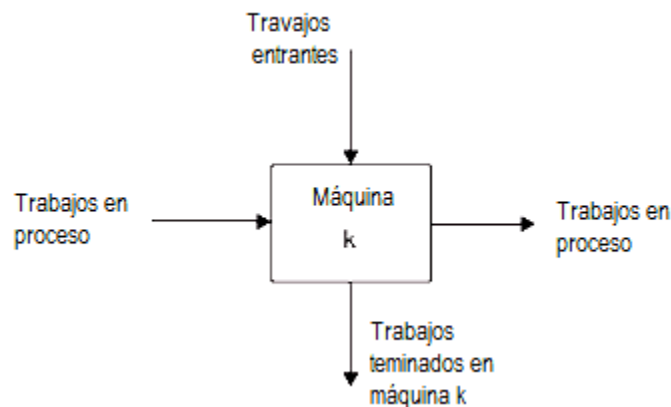 Travajos
entrantes
Trabajos en
proceso
Máquina
k
Trabajos en
proceso
Trabajos
teminados en
máquina k